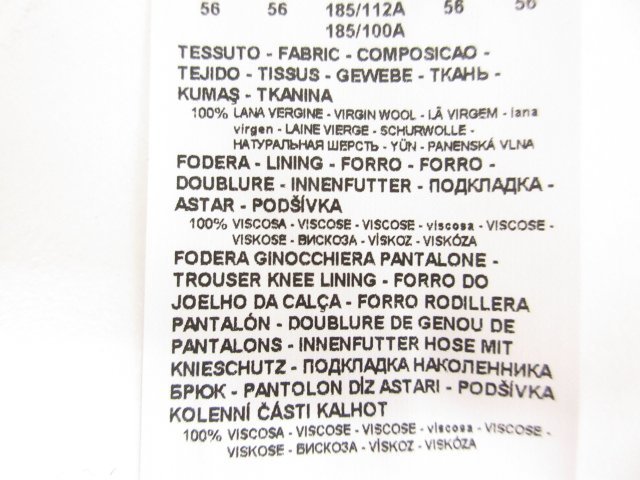 56 56 185/112A 56 56
185/100A
TESSUTO - FABRIC - COMPOSICAO -
TEJIDO - TISSUS - GEWEBE - ТКАНЬ -
KUMAŞ - TKANINA
100% LANA VERGINE - VIRGIN WOOL - LÃ VIRGEM - lana
virgen - LAINE VIERGE - SCHURWOLLE -
НАТУРАЛЬНАЯ ШЕРСТЬ - YÜN - PANENSKÁ VLNA
FODERA - LINING - FORRO - FORRO -
DOUBLURE - INNENFUTTER - ПОДКЛАДКА -
ASTAR - PODŠÍVKA
100% VISCOSA - VISCOSE - VISCOSE - viscosa - VISCOSE -
VISKOSE - ВИСКОЗА - VİSKOZ - VISKÓZA
FODERA GINOCCHIERA PANTALONE -
TROUSER KNEE LINING - FORRO DO
JOELHO DA CALÇA - FORRO RODILLERA
PANTALÓN - DOUBLURE DE GENOU DE
PANTALONS - INNENFUTTER HOSE MIT
KNIESCHUTZ - ПОДКЛАДКА НАКОЛЕННИКА
БРЮК - PANTOLON DİZ ASTARI - PODŠÍVKA
KOLENNÍ ČÁSTI KALHOT
100% VISCOSA - VISCOSE - VISCOSE - viscosa - VISCOSE -
VISKOSE - ВИСКОЗА - VİSKOZ - VISKÓZA